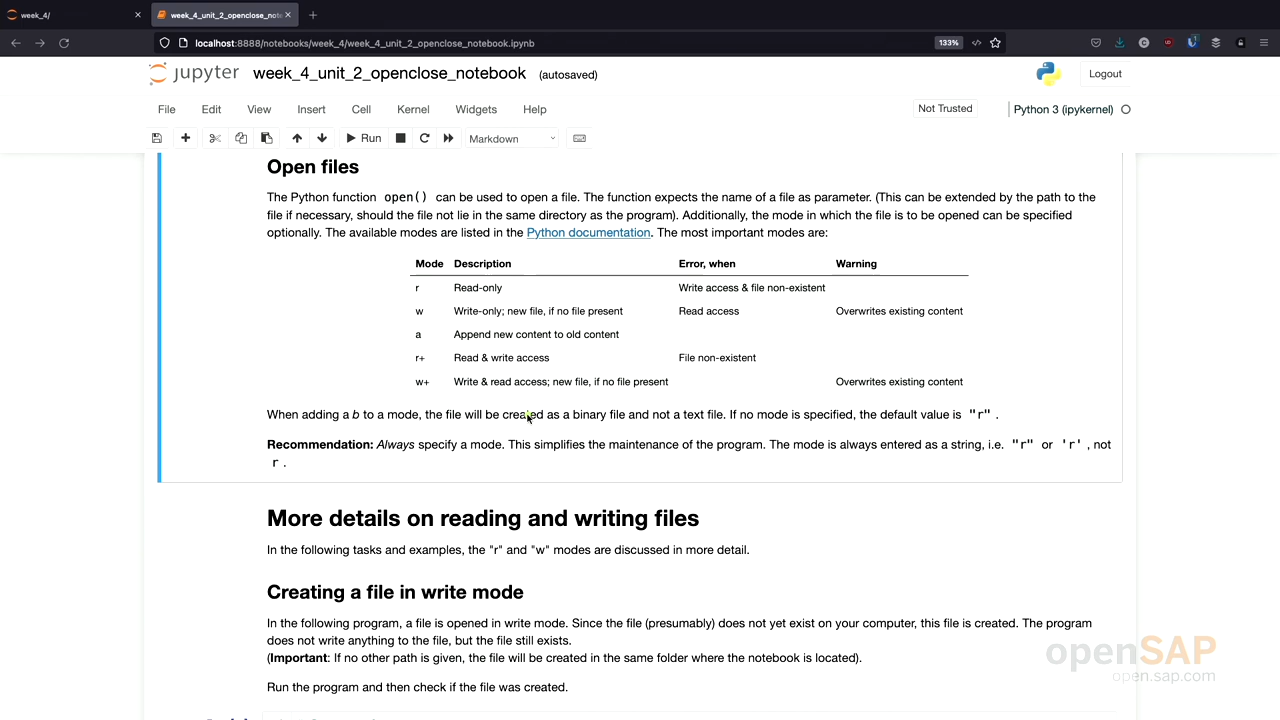 week_4/
week_4_unit_2_openclose_note
localhost:8888/notebooks/week_4/week_4_unit_2_openclose_notebook.ipynb
133%
jupyter week_4_unit_2_openclose_notebook (autosaved)
Logout
File Edit View Insert Cell Kernel Widgets Help
Not Trusted
Python 3 (ipykernel)
Run
Markdown
Open files
The Python function open() can be used to open a file. The function expects the name of a file as parameter. (This can be extended by the path to the
file if necessary, should the file not lie in the same directory as the program). Additionally, the mode in which the file is to be opened can be specified
optionally. The available modes are listed in the Python documentation. The most important modes are:
Mode Description Error, when Warning
r Read-only Write access & file non-existent
w Write-only; new file, if no file present Read access Overwrites existing content
a Append new content to old content
r+ Read & write access File non-existent
w+ Write & read access; new file, if no file present Overwrites existing content
When adding a b to a mode, the file will be created as a binary file and not a text file. If no mode is specified, the default value is "r" .
Recommendation: Always specify a mode. This simplifies the maintenance of the program. The mode is always entered as a string, i.e. "r" or 'r' , not
r .
More details on reading and writing files
In the following tasks and examples, the "r" and "w" modes are discussed in more detail.
Creating a file in write mode
In the following program, a file is opened in write mode. Since the file (presumably) does not yet exist on your computer, this file is created. The program
does not write anything to the file, but the file still exists.
(Important: If no other path is given, the file will be created in the same folder where the notebook is located).
Run the program and then check if the file was created.
openSAP
open.sap.com